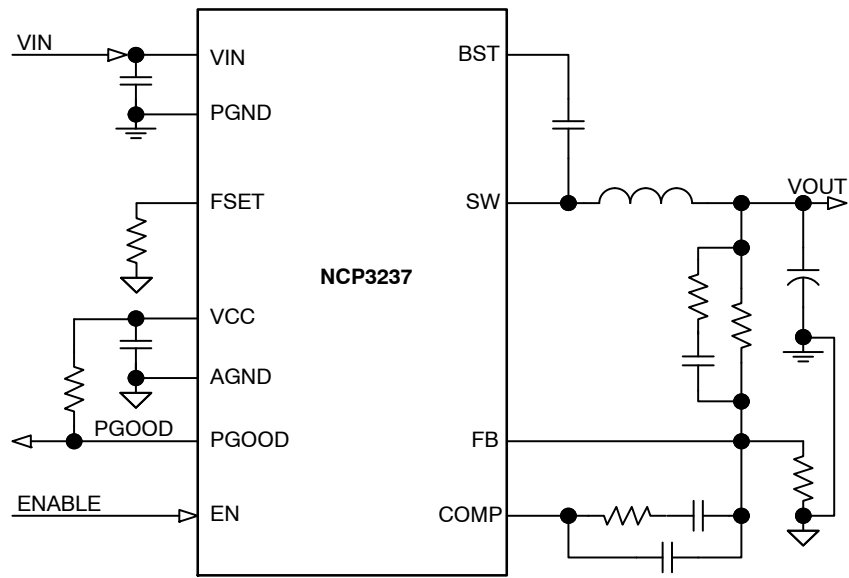 VIN
VIN
PGND
FSET
VCC
AGND
PGOOD
PGOOD
ENABLE
EN
NCP3237
BST
SW
VOUT
FB
COMP